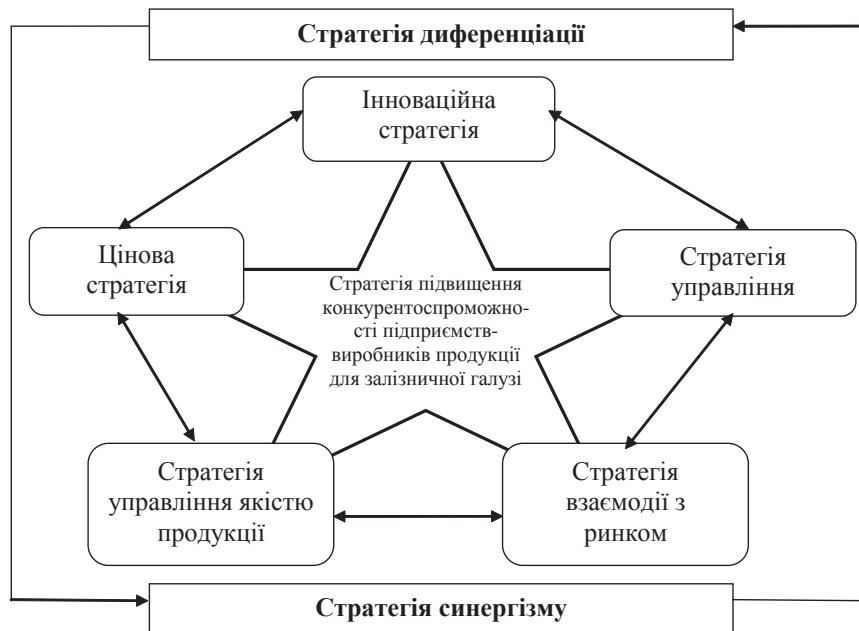 Стратегія диференціації
Інноваційна
стратегія
Цінова
стратегія
Стратегія
управління
Стратегія підвищення
конкурентоспроможно-
сті підприємств-
виробників продукції
для залізничної галузі
Стратегія
управління якістю
продукції
Стратегія
взаємодії з
ринком
Стратегія синергізму